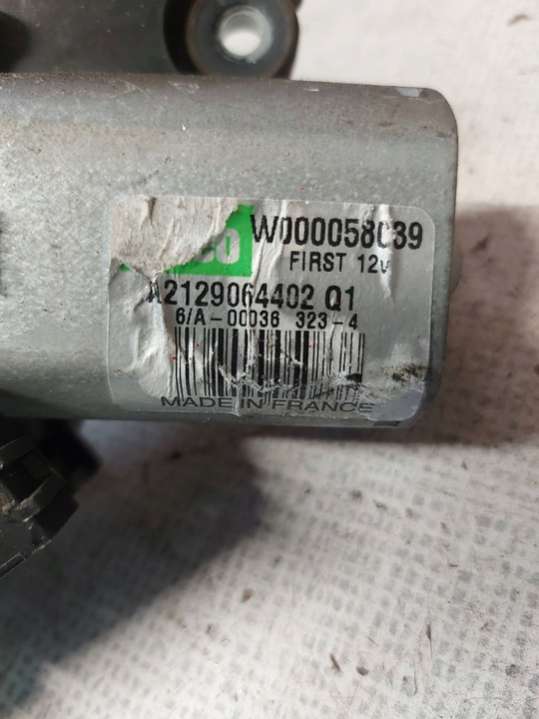 W000058039
FIRST 12v
A2129064402 Q1
6/A-00036 323-4
MADE IN FRANCE